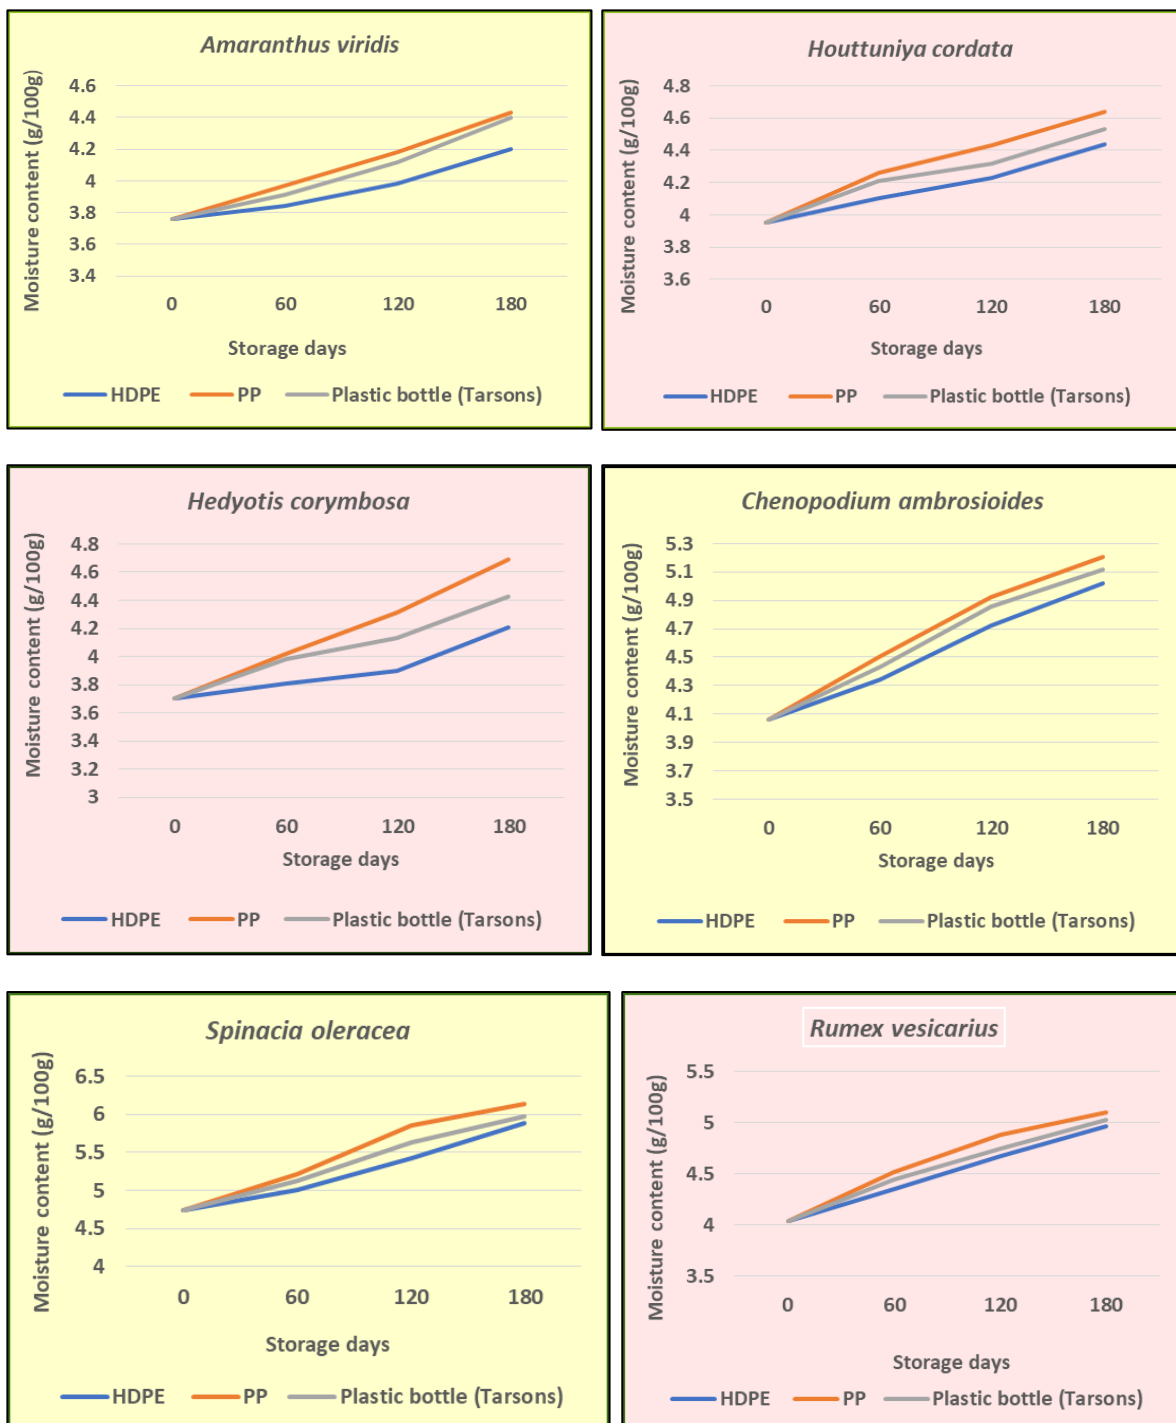 Amaranthus viridis
Moisture content (g/100g)
4.6
4.4
4.2
4
3.8
3.6
3.4
0 60 120 180
Storage days
HDPE PP Plastic bottle (Tarsons)
Houttuniya cordata
Moisture content (g/100g)
4.8
4.6
4.4
4.2
4
3.8
3.6
0 60 120 180
Storage days
HDPE PP Plastic bottle (Tarsons)
Hedyotis corymbosa
Moisture content (g/100g)
4.8
4.6
4.4
4.2
4
3.8
3.6
3.4
3.2
3
0 60 120 180
Storage days
HDPE PP Plastic bottle (Tarsons)
Chenopodium ambrosioides
Moisture content (g/100g)
5.3
5.1
4.9
4.7
4.5
4.3
4.1
3.9
3.7
3.5
0 60 120 180
Storage days
HDPE PP Plastic bottle (Tarsons)
Spinacia oleracea
Moisture content (g/100g)
6.5
6
5.5
5
4.5
4
0 60 120 180
Storage days
HDPE PP Plastic bottle (Tarsons)
Rumex vesicarius
Moisture content (g/100g)
5.5
5
4.5
4
3.5
0 60 120 180
Storage days
HDPE PP Plastic bottle (Tarsons)